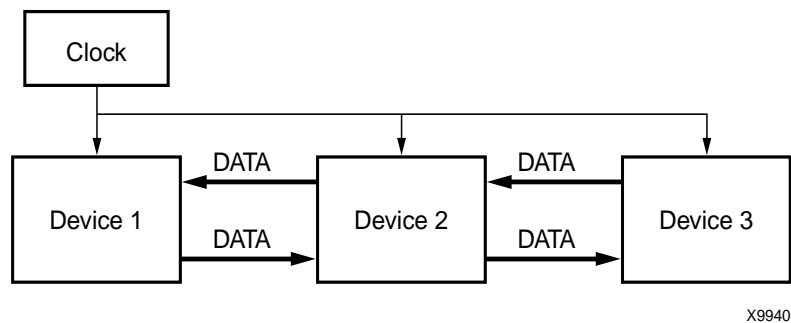 Clock
DATA
DATA
Device 1
Device 2
Device 3
DATA
DATA
X9940